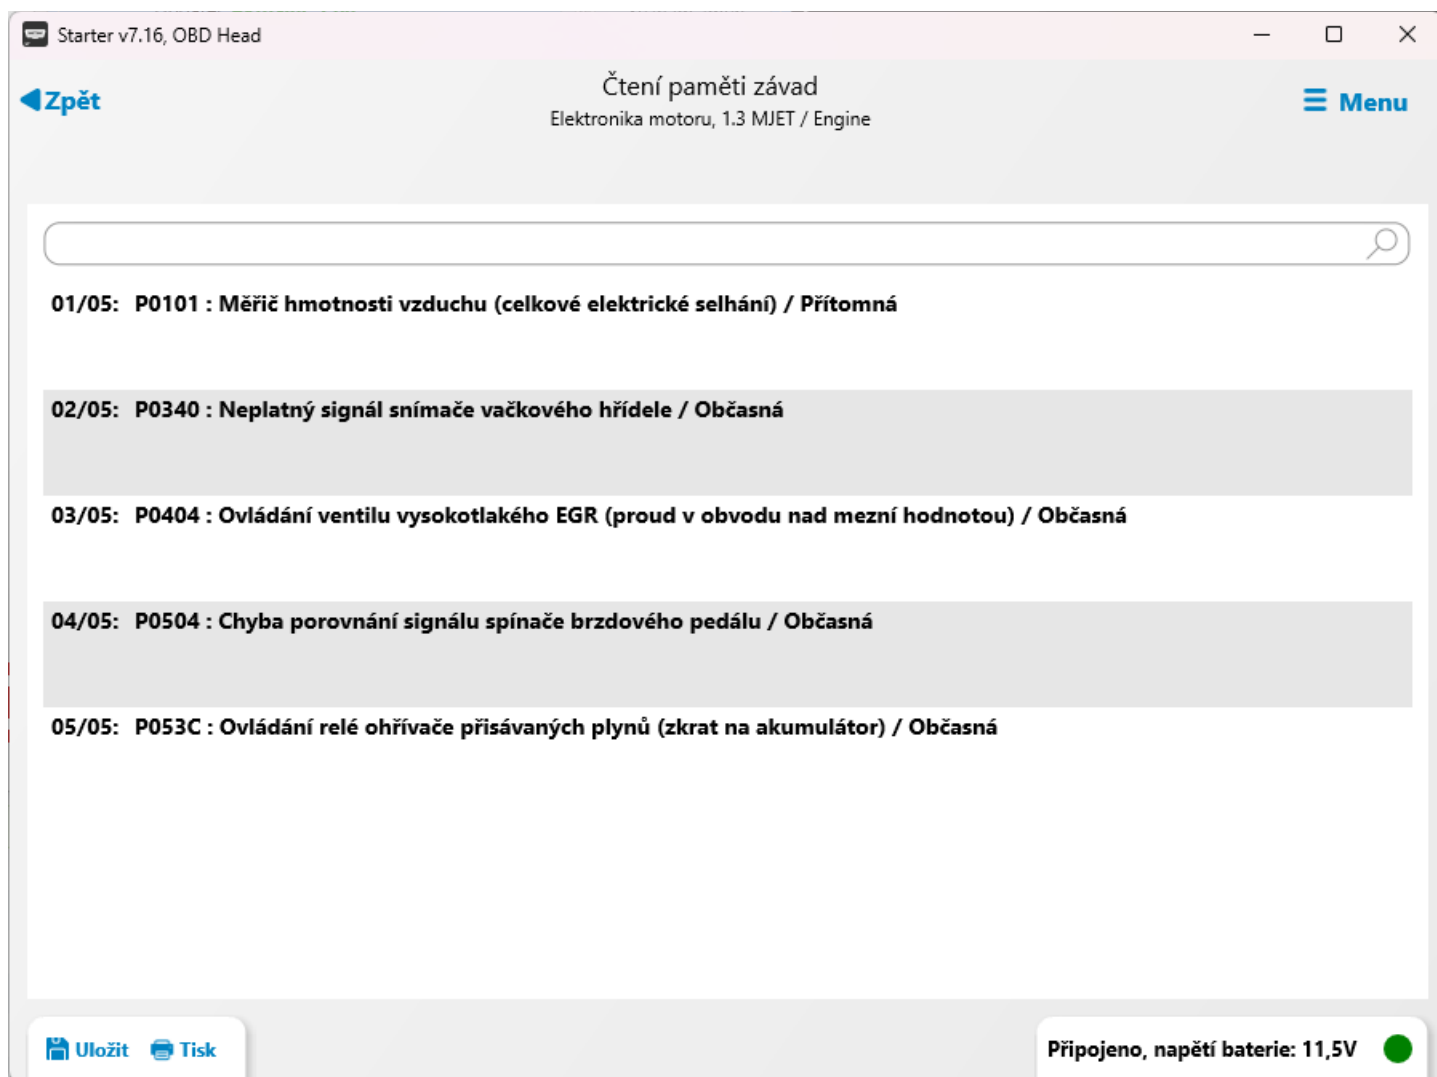 Starter v7.16, OBD Head
Zpět
Čtení paměti závad
Elektronika motoru, 1.3 MJET / Engine
Menu
01/05: P0101 : Měřič hmotnosti vzduchu (celkové elektrické selhání) / Přítomná
02/05: P0340 : Neplatný signál snímače vačkového hřídele / Občasná
03/05: P0404 : Ovládání ventilu vysokotlakého EGR (proud v obvodu nad mezní hodnotou) / Občasná
04/05: P0504 : Chyba porovnání signálu spínače brzdového pedálu / Občasná
05/05: P053C : Ovládání relé ohřívače přisávaných plynů (zkrat na akumulátor) / Občasná
Uložit Tisk
Připojeno, napětí baterie: 11,5V